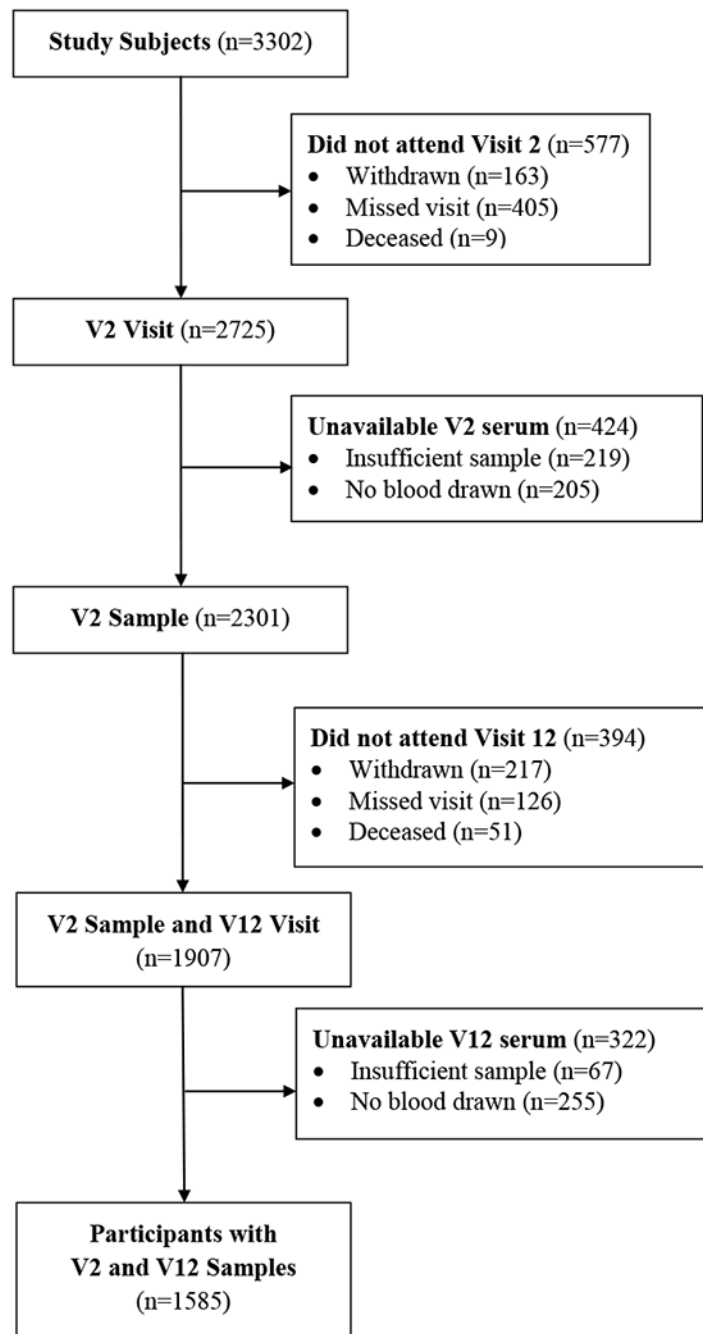 Study Subjects (n=3302)
Did not attend Visit 2 (n=577)
• Withdrawn (n=163)
• Missed visit (n=405)
• Deceased (n=9)
V2 Visit (n=2725)
Unavailable V2 serum (n=424)
• Insufficient sample (n=219)
• No blood drawn (n=205)
V2 Sample (n=2301)
Did not attend Visit 12 (n=394)
• Withdrawn (n=217)
• Missed visit (n=126)
• Deceased (n=51)
V2 Sample and V12 Visit
(n=1907)
Unavailable V12 serum (n=322)
• Insufficient sample (n=67)
• No blood drawn (n=255)
Participants with
V2 and V12 Samples
(n=1585)